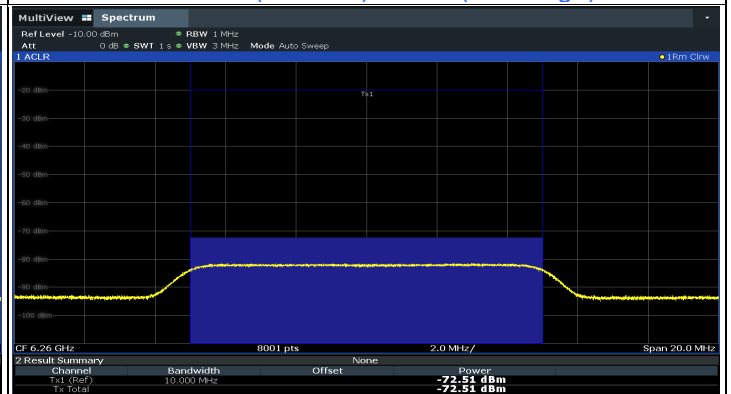 MultiView Spectrum
Ref Level -10.00 dBm RBW 1 MHz
Att 0 dB SWT 1 s VBW 3 MHz Mode Auto Sweep
1 ACLR 1Rm Clrw
Tx1
-20 dBm
-30 dBm
-40 dBm
-50 dBm
-60 dBm
-70 dBm
-80 dBm
-90 dBm
-100 dBm
CF 6.26 GHz 8001 pts 2.0 MHz/ Span 20.0 MHz
2 Result Summary None
Channel Bandwidth Offset Power
Tx1 (Ref) 10.000 MHz -72.51 dBm
Tx Total -72.51 dBm